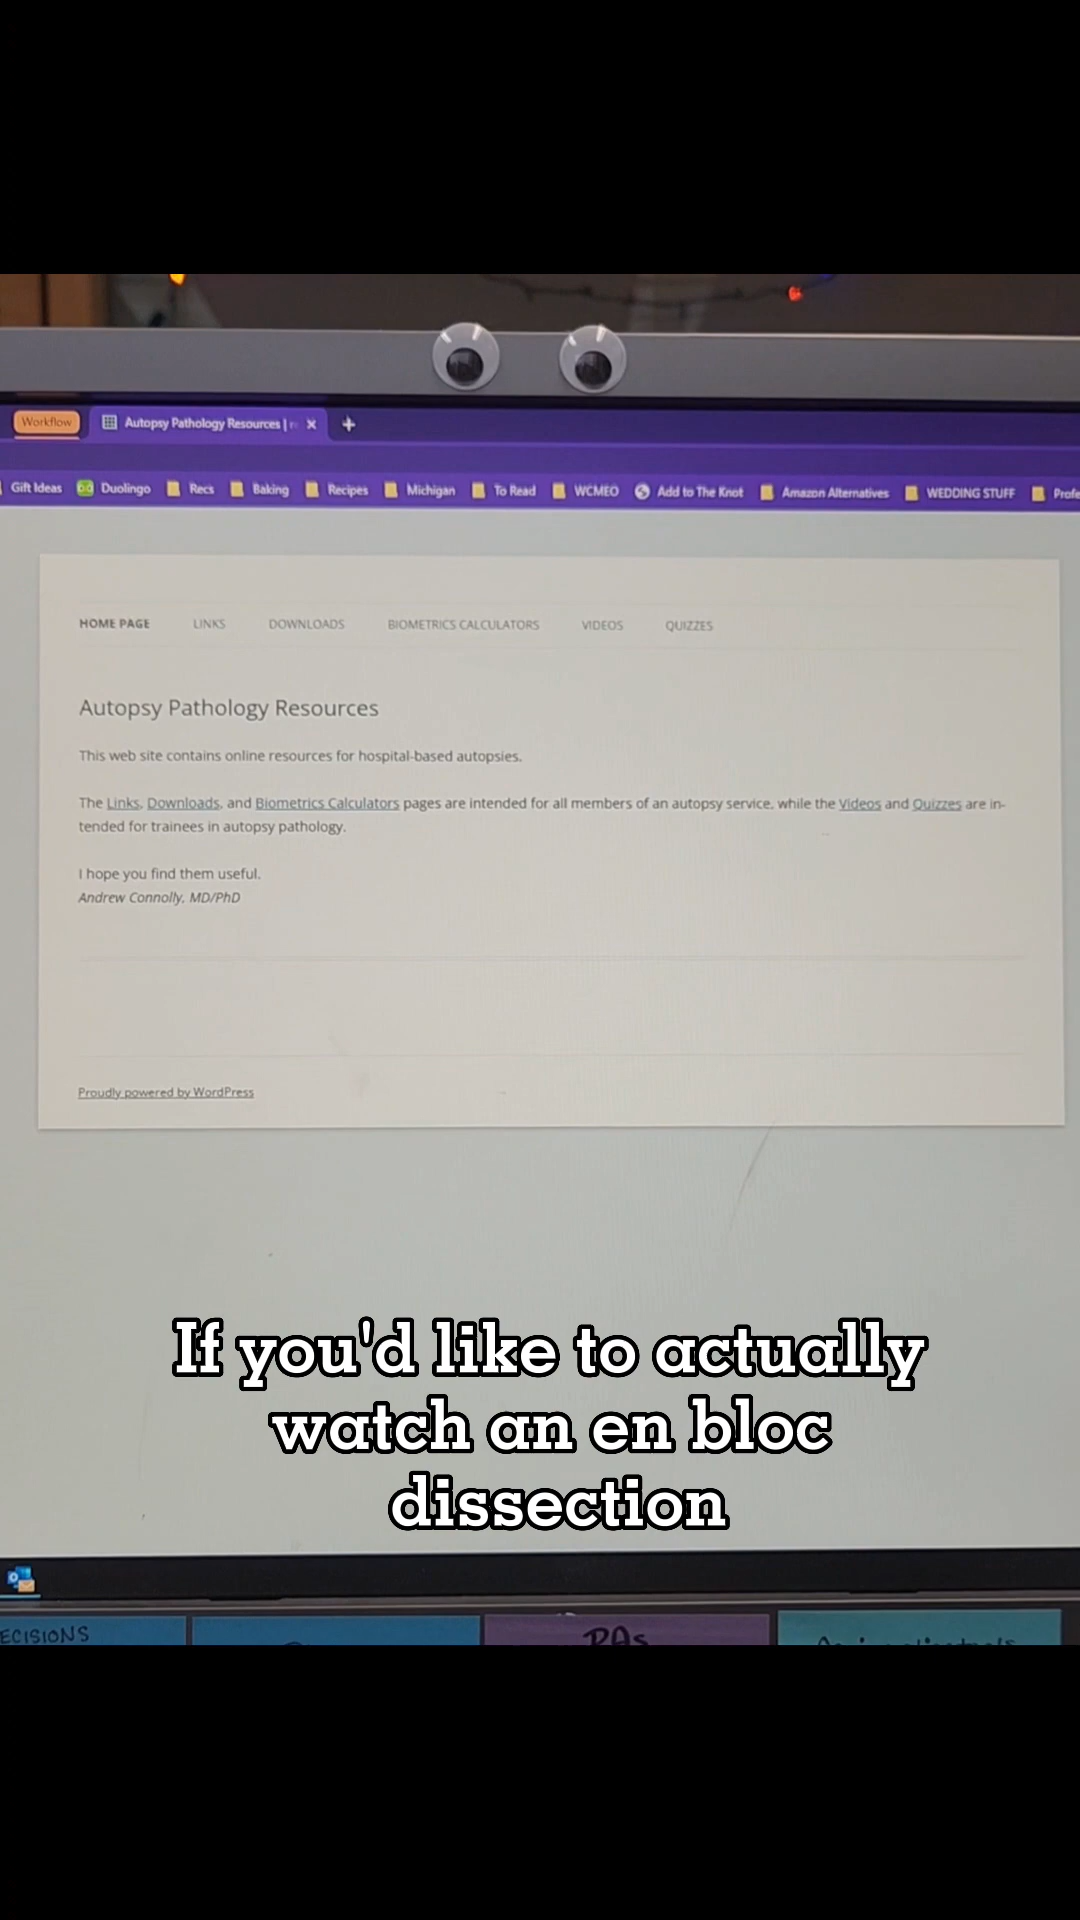 Workflow
Autopsy Pathology Resources |
Gift Ideas Duolingo Recs Baking Recipes Michigan To Read WCMEO Add to The Knot Amazon Alternatives WEDDING STUFF Profe
HOME PAGE LINKS DOWNLOADS BIOMETRICS CALCULATORS VIDEOS QUIZZES
Autopsy Pathology Resources
This web site contains online resources for hospital-based autopsies.
The Links, Downloads, and Biometrics Calculators pages are intended for all members of an autopsy service, while the Videos and Quizzes are in-
tended for trainees in autopsy pathology.
I hope you find them useful.
Andrew Connolly, MD/PhD
Proudly powered by WordPress
If you'd like to actually
watch an en bloc
dissection
ECISIONS
PAs